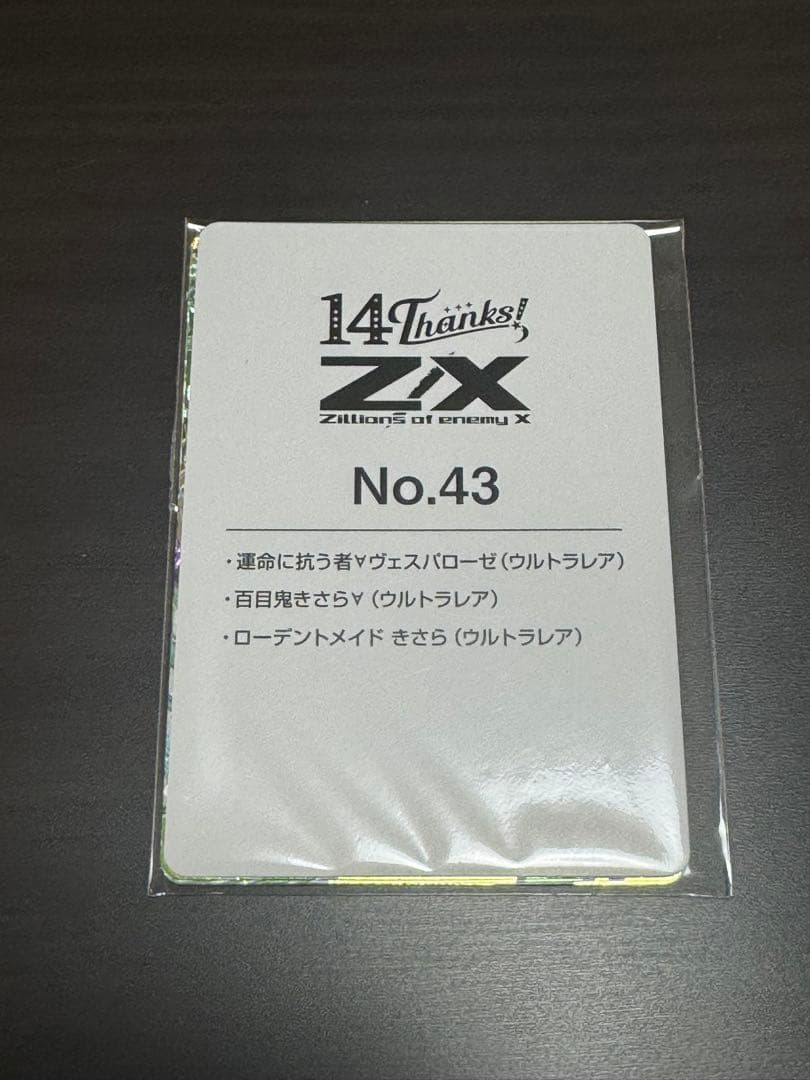 14 Thanks!
Z/X
Zillions of enemy X
No.43
・運命に抗う者∀ヴェスパローゼ(ウルトラレア)
・百目鬼きさら∀ (ウルトラレア)
・ローデントメイド きさら (ウルトラレア)